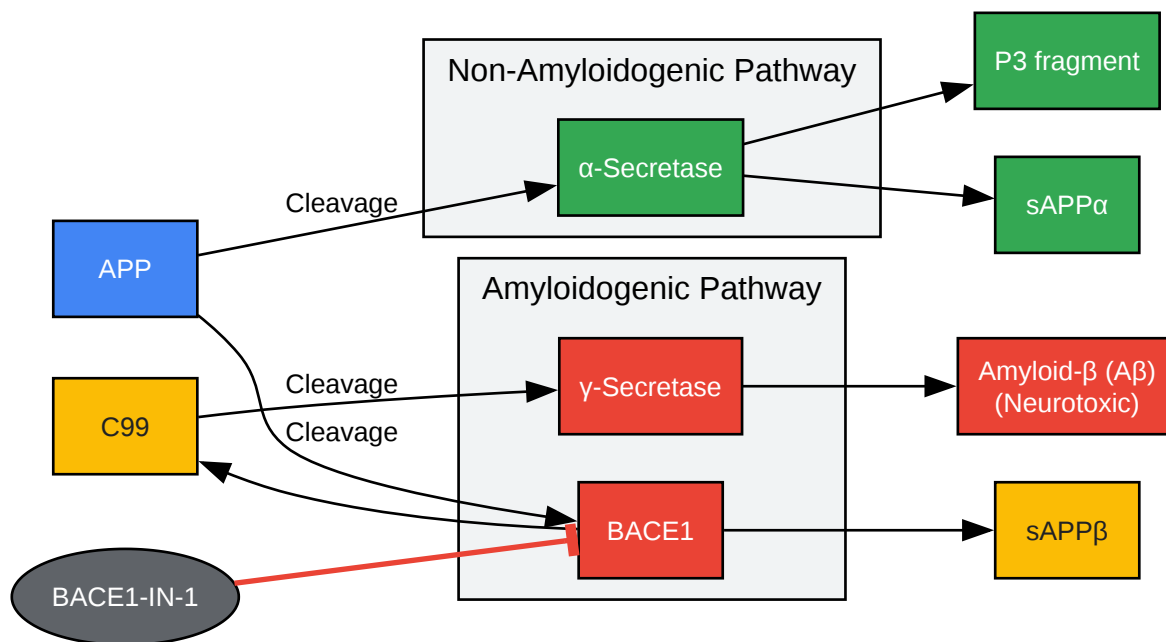 P3 fragment
Non-Amyloidogenic Pathway
α-Secretase
Cleavage
sAPPα
APP
Amyloidogenic Pathway
Cleavage
γ-Secretase
Amyloid-β (Aβ)
(Neurotoxic)
C99
Cleavage
BACE1
sAPPβ
BACE1-IN-1